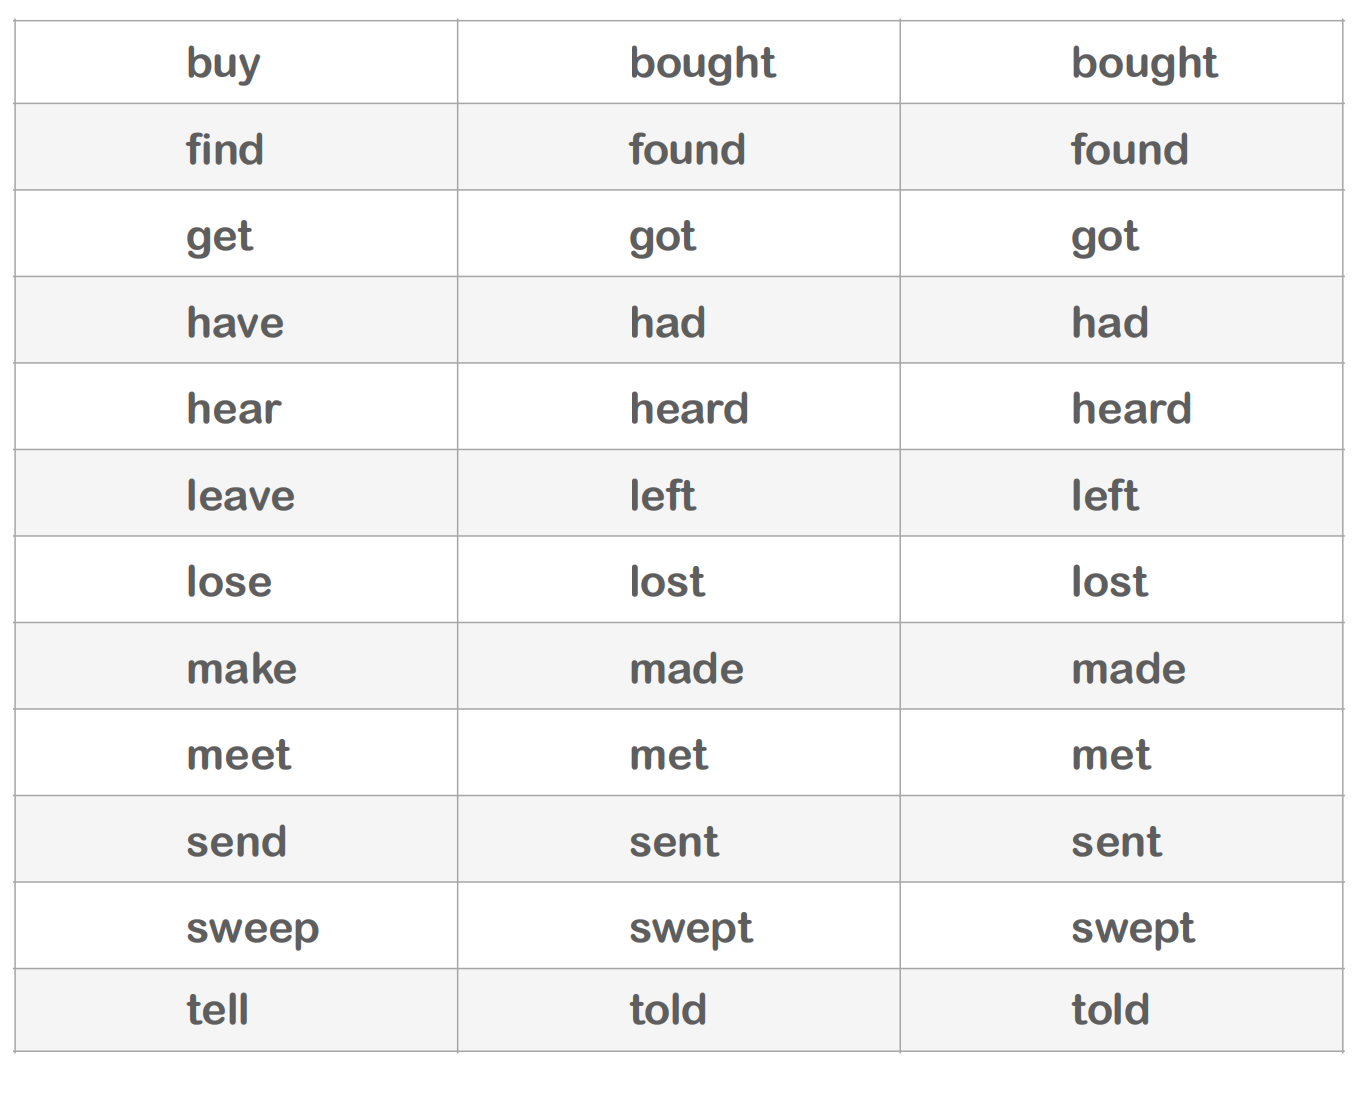 buy bought bought
find found found
get got got
have had had
hear heard heard
leave left left
lose lost lost
make made made
meet met met
send sent sent
sweep swept swept
tell told told